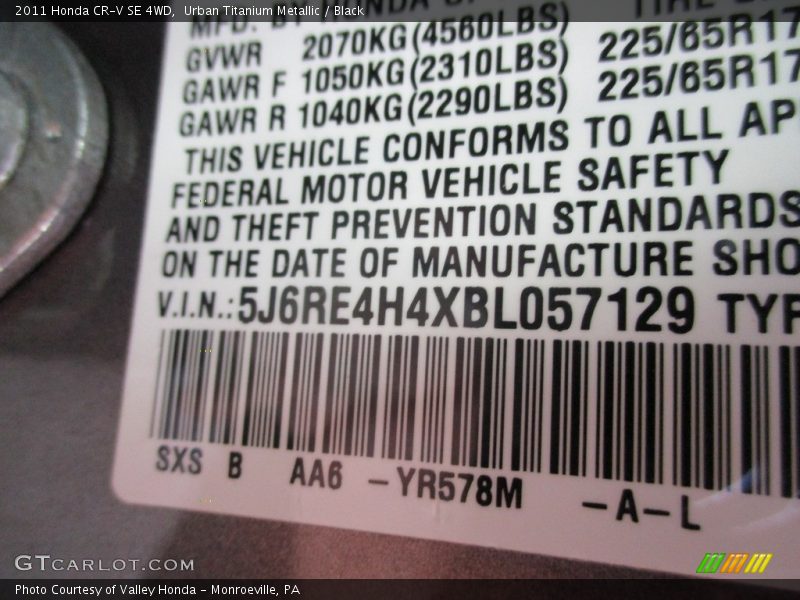 2011 Honda CR-V SE 4WD, Urban Titanium Metallic / Black
MFD. BY
GVWR 2070KG(4560LBS)
GAWR F 1050KG(2310LBS) 225/65R17
GAWR R 1040KG(2290LBS) 225/65R17
THIS VEHICLE CONFORMS TO ALL AP
FEDERAL MOTOR VEHICLE SAFETY
AND THEFT PREVENTION STANDARDS
ON THE DATE OF MANUFACTURE SHO
V.I.N.:5J6RE4H4XBL057129 TYP
SXS B AA6 -YR578M -A-L
GTCARLOT.COM
Photo Courtesy of Valley Honda - Monroeville, PA